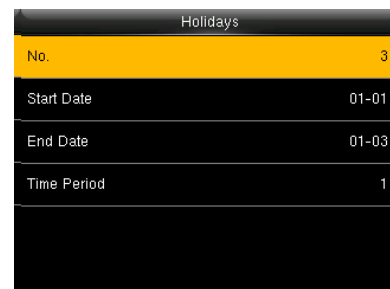 Holidays
No. 3
Start Date 01-01
End Date 01-03
Time Period 1